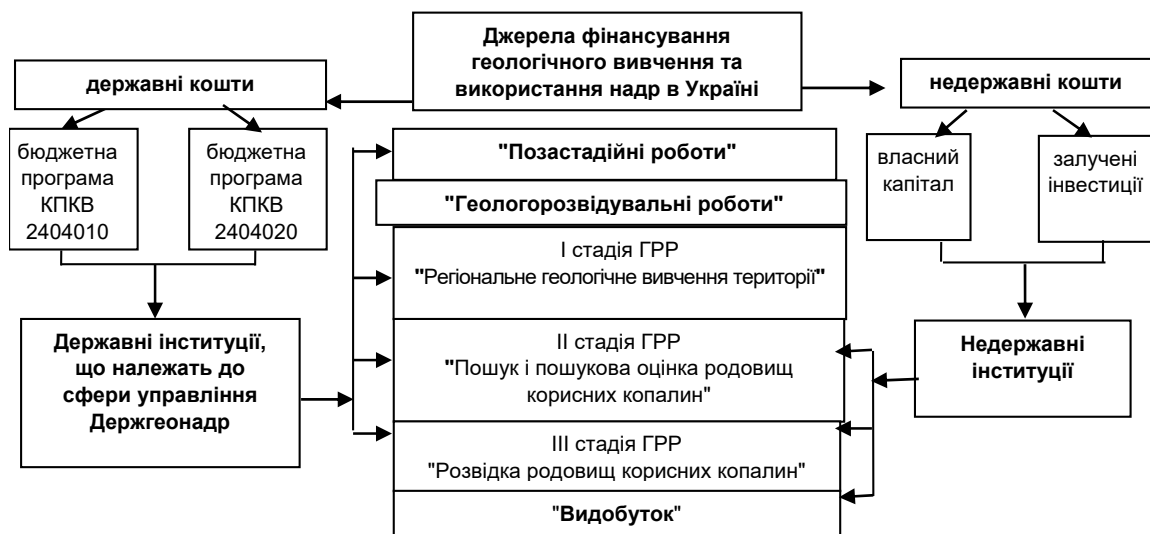 Джерела фінансування
геологічного вивчення та
використання надр в Україні
державні кошти
недержавні кошти
бюджетна
програма
КПКВ
2404010
бюджетна
програма
КПКВ
2404020
"Позастадійні роботи"
"Геологорозвідувальні роботи"
власний
капітал
залучені
інвестиції
І стадія ГРР
"Регіональне геологічне вивчення території"
Державні інституції,
що належать до
сфери управління
Держгеонадр
ІІ стадія ГРР
"Пошук і пошукова оцінка родовищ
корисних копалин"
Недержавні
інституції
ІІІ стадія ГРР
"Розвідка родовищ корисних копалин"
"Видобуток"